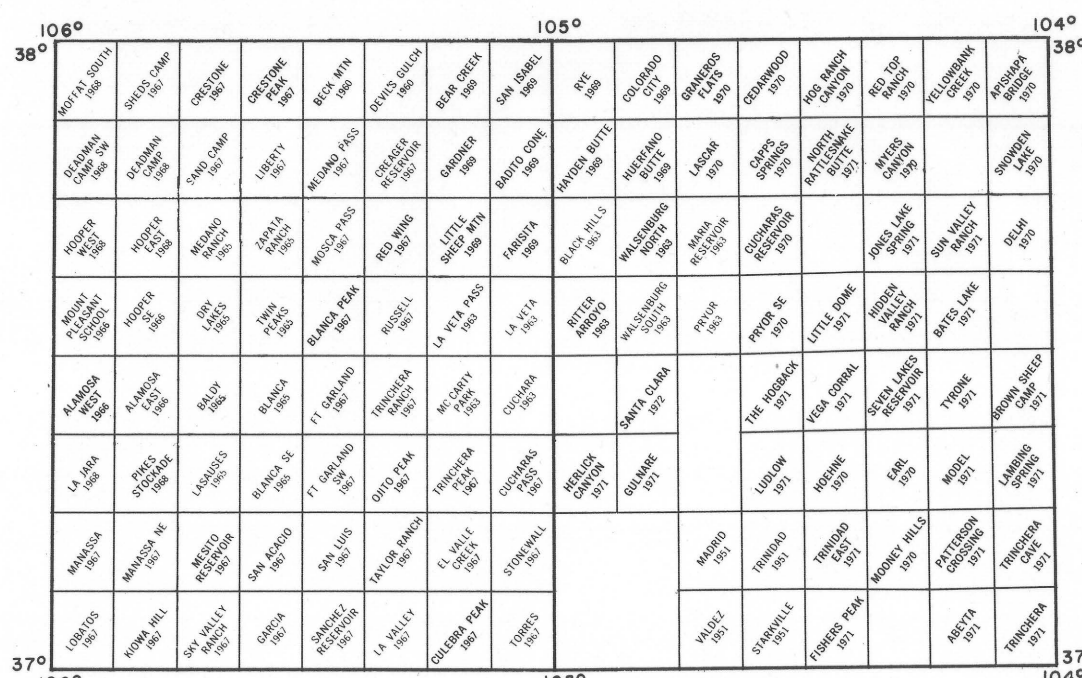 106°
105°
104°
38°
38°
MOFFAT SOUTH
1968
SHEDS CAMP
1967
CRESTONE
1967
CRESTONE
PEAK
1967
BECK MTN
1960
DEVILS GULCH
1960
BEAR CREEK
1969
SAN ISABEL
1969
RYE
1969
COLORADO
CITY
1969
GRANEROS
FLATS
1970
CEDARWOOD
1970
HOG RANCH
CANYON
1970
RED TOP
RANCH
1970
YELLOWBANK
CREEK
1970
APISHAPA
BRIDGE
1970
DEADMAN
CAMP SW
1968
DEADMAN
CAMP
1968
SAND CAMP
1967
LIBERTY
1967
MEDANO PASS
1967
CREAGER
RESERVOIR
1967
GARDNER
1969
BADITO CONE
1969
HAYDEN BUTTE
1969
HUERFANO
BUTTE
1969
LASCAR
1970
CAPPS
SPRINGS
1970
NORTH
RATTLESNAKE
BUTTE
1971
MYERS
CANYON
1970
SNOWDEN
LAKE
1970
HOOPER
WEST
1968
HOOPER
EAST
1968
MEDANO
RANCH
1965
ZAPATA
RANCH
1965
MOSCA PASS
1967
RED WING
1967
LITTLE
SHEEP MTN
1969
FARISITA
1969
BLACK HILLS
1963
WALSENBURG
NORTH
1963
MARIA
RESERVOIR
1963
CUCHARAS
RESERVOIR
1970
JONES LAKE
SPRING
1971
SUN VALLEY
RANCH
1971
DELHI
1970
MOUNT
PLEASANT
SCHOOL
1966
HOOPER
SE
1966
DRY
LAKES
1965
TWIN
PEAKS
1965
BLANCA PEAK
1967
RUSSELL
1967
LA VETA PASS
1963
LA VETA
1963
RITTER
ARROYO
1963
WALSENBURG
SOUTH
1963
PRYOR
1963
PRYOR SE
1970
LITTLE DOME
1971
HIDDEN
VALLEY
RANCH
1971
BATES LAKE
1971
ALAMOSA
WEST
1966
ALAMOSA
EAST
1966
BALDY
1965
BLANCA
1965
FT GARLAND
1967
TRINCHERA
RANCH
1967
MC CARTY
PARK
1963
CUCHARA
1963
SANTA CLARA
1972
THE HOGBACK
1971
VEGA CORRAL
1971
SEVEN LAKES
RESERVOIR
1971
TYRONE
1971
BROWN SHEEP
CAMP
1971
LA JARA
1968
PIKES
STOCKADE
1968
LASAUSES
1965
BLANCA SE
1965
FT GARLAND
SW
1967
OJITO PEAK
1967
TRINCHERA
PEAK
1967
CUCHARAS
PASS
1967
HERLICK
CANYON
1971
GULNARE
1971
LUDLOW
1971
HOEHNE
1970
EARL
1970
MODEL
1971
LAMBING
SPRING
1971
MANASSA
1967
MANASSA NE
1967
MESITO
RESERVOIR
1967
SAN ACACIO
1967
SAN LUIS
1967
TAYLOR RANCH
1967
EL VALLE
CREEK
1967
STONEWALL
1967
MADRID
1951
TRINIDAD
1951
TRINIDAD
EAST
1971
MOONEY HILLS
1970
PATTERSON
CROSSING
1971
TRINCHERA
CAVE
1971
LOBATOS
1967
KIOWA HILL
1967
SKY VALLEY
RANCH
1967
GARCIA
1967
SANCHEZ
RESERVOIR
1967
LA VALLEY
1967
CULEBRA PEAK
1967
TORRES
1967
VALDEZ
1951
STARKVILLE
1951
FISHERS PEAK
1971
ABEYTA
1971
TRINCHERA
1971
37°
37